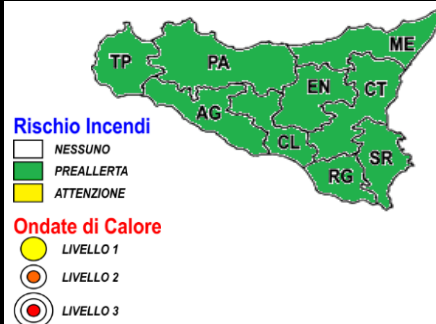 ME
TP
PA
EN
CT
AG
CL
SR
RG
Rischio Incendi
NESSUNO
PREALLERTA
ATTENZIONE
Ondate di Calore
LIVELLO 1
LIVELLO 2
LIVELLO 3